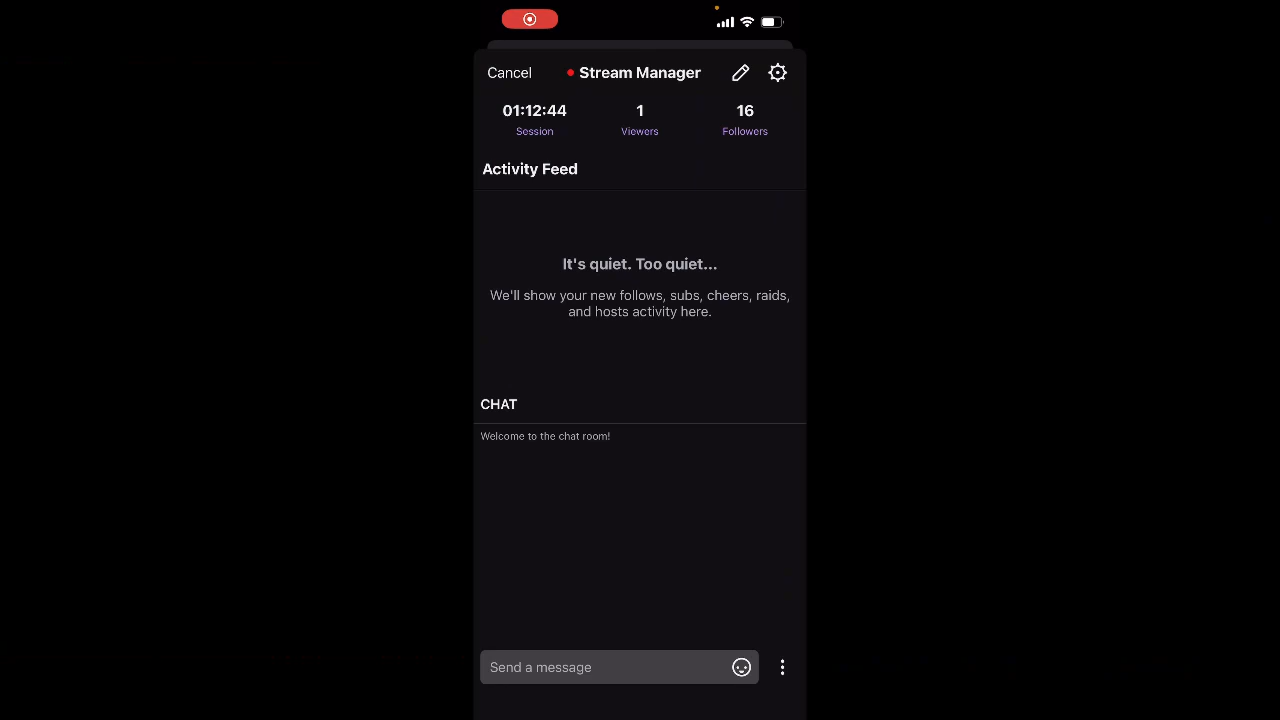 Cancel
Stream Manager
01:12:44
1
16
Session
Viewers
Followers
Activity Feed
It's quiet. Too quiet...
We'll show your new follows, subs, cheers, raids,
and hosts activity here.
CHAT
Welcome to the chat room!
Send a message